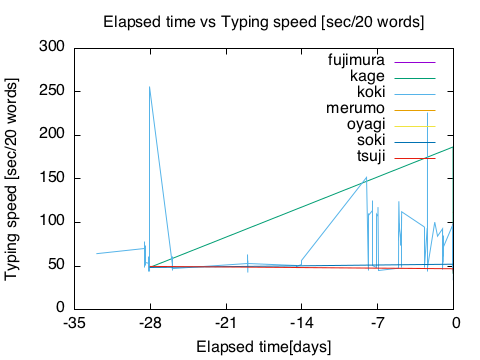 Elapsed time vs Typing speed [sec/20 words]
300
250
200
150
100
50
0
Typing speed [sec/20 words]
fujimura
kage
koki
merumo
oyagi
soki
tsuji
-35 -28 -21 -14 -7 0
Elapsed time[days]